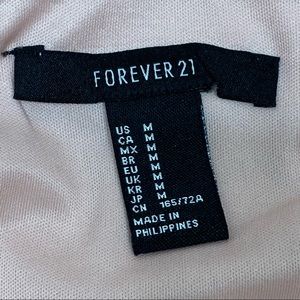 FOREVER 21
US M
CA M
MX M
BR M
EU M
UK M
KR M
JP M
CN 165/72A
MADE IN
PHILIPPINES